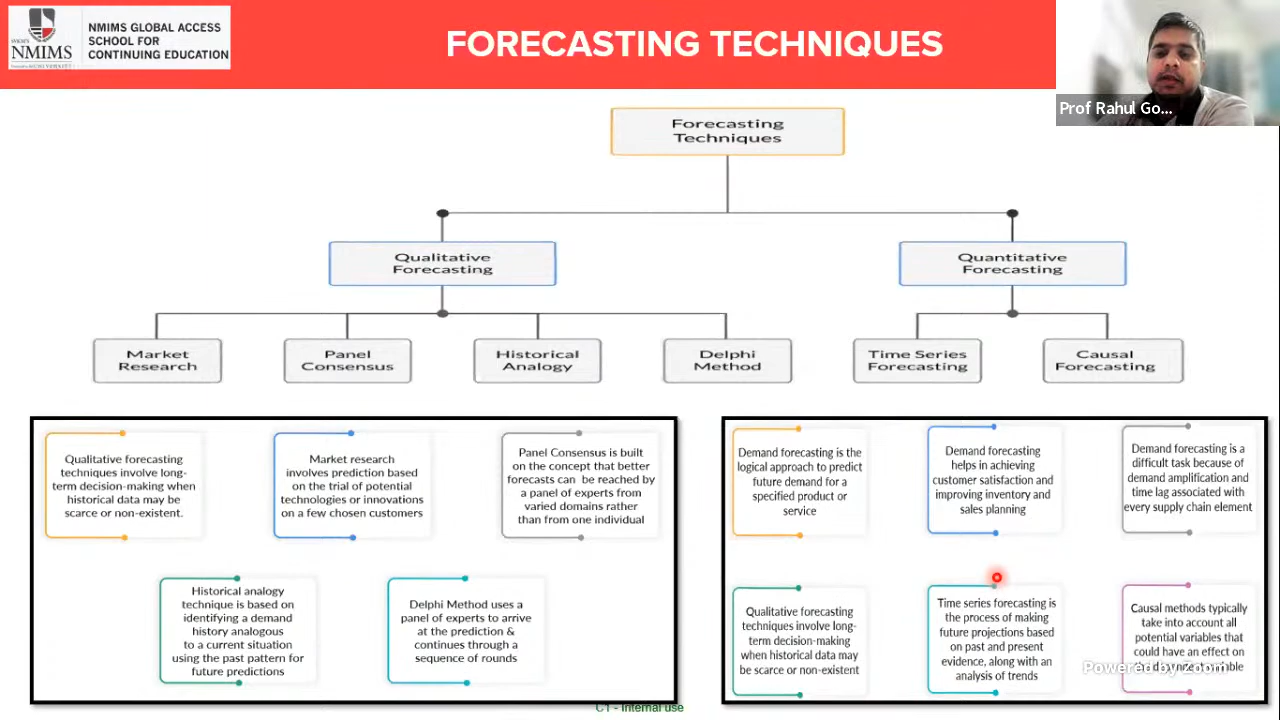 NMIMS
NMIMS GLOBAL ACCESS
SCHOOL FOR
CONTINUING EDUCATION
FORECASTING TECHNIQUES
Prof Rahul Go...
Forecasting
Techniques
Qualitative
Forecasting
Quantitative
Forecasting
Market
Research
Panel
Consensus
Historical
Analogy
Delphi
Method
Time Series
Forecasting
Causal
Forecasting
Qualitative forecasting
techniques involve long-
term decision-making when
historical data may be
scarce or non-existent.
Market research
involves prediction based
on the trial of potential
technologies or innovations
on a few chosen customers
Panel Consensus is built
on the concept that better
forecasts can be reached by
a panel of experts from
varied domains rather
than from one individual
Historical analogy
technique is based on
identifying a demand
history analogous
to a current situation
using the past pattern for
future predictions
Delphi Method uses a
panel of experts to arrive
at the prediction &
continues through a
sequence of rounds
Demand forecasting is the
logical approach to predict
future demand for a
specified product or
service
Demand forecasting
helps in achieving
customer satisfaction and
improving inventory and
sales planning
Demand forecasting is a
difficult task because of
demand amplification and
time lag associated with
every supply chain element
Qualitative forecasting
techniques involve long-
term decision-making
when historical data may
be scarce or non-existent
Time series forecasting is
the process of making
future projections based
on past and present
evidence, along with an
analysis of trends
Causal methods typically
take into account all
potential variables that
could have an effect on
Powered by Zoom
C1 - Internal use